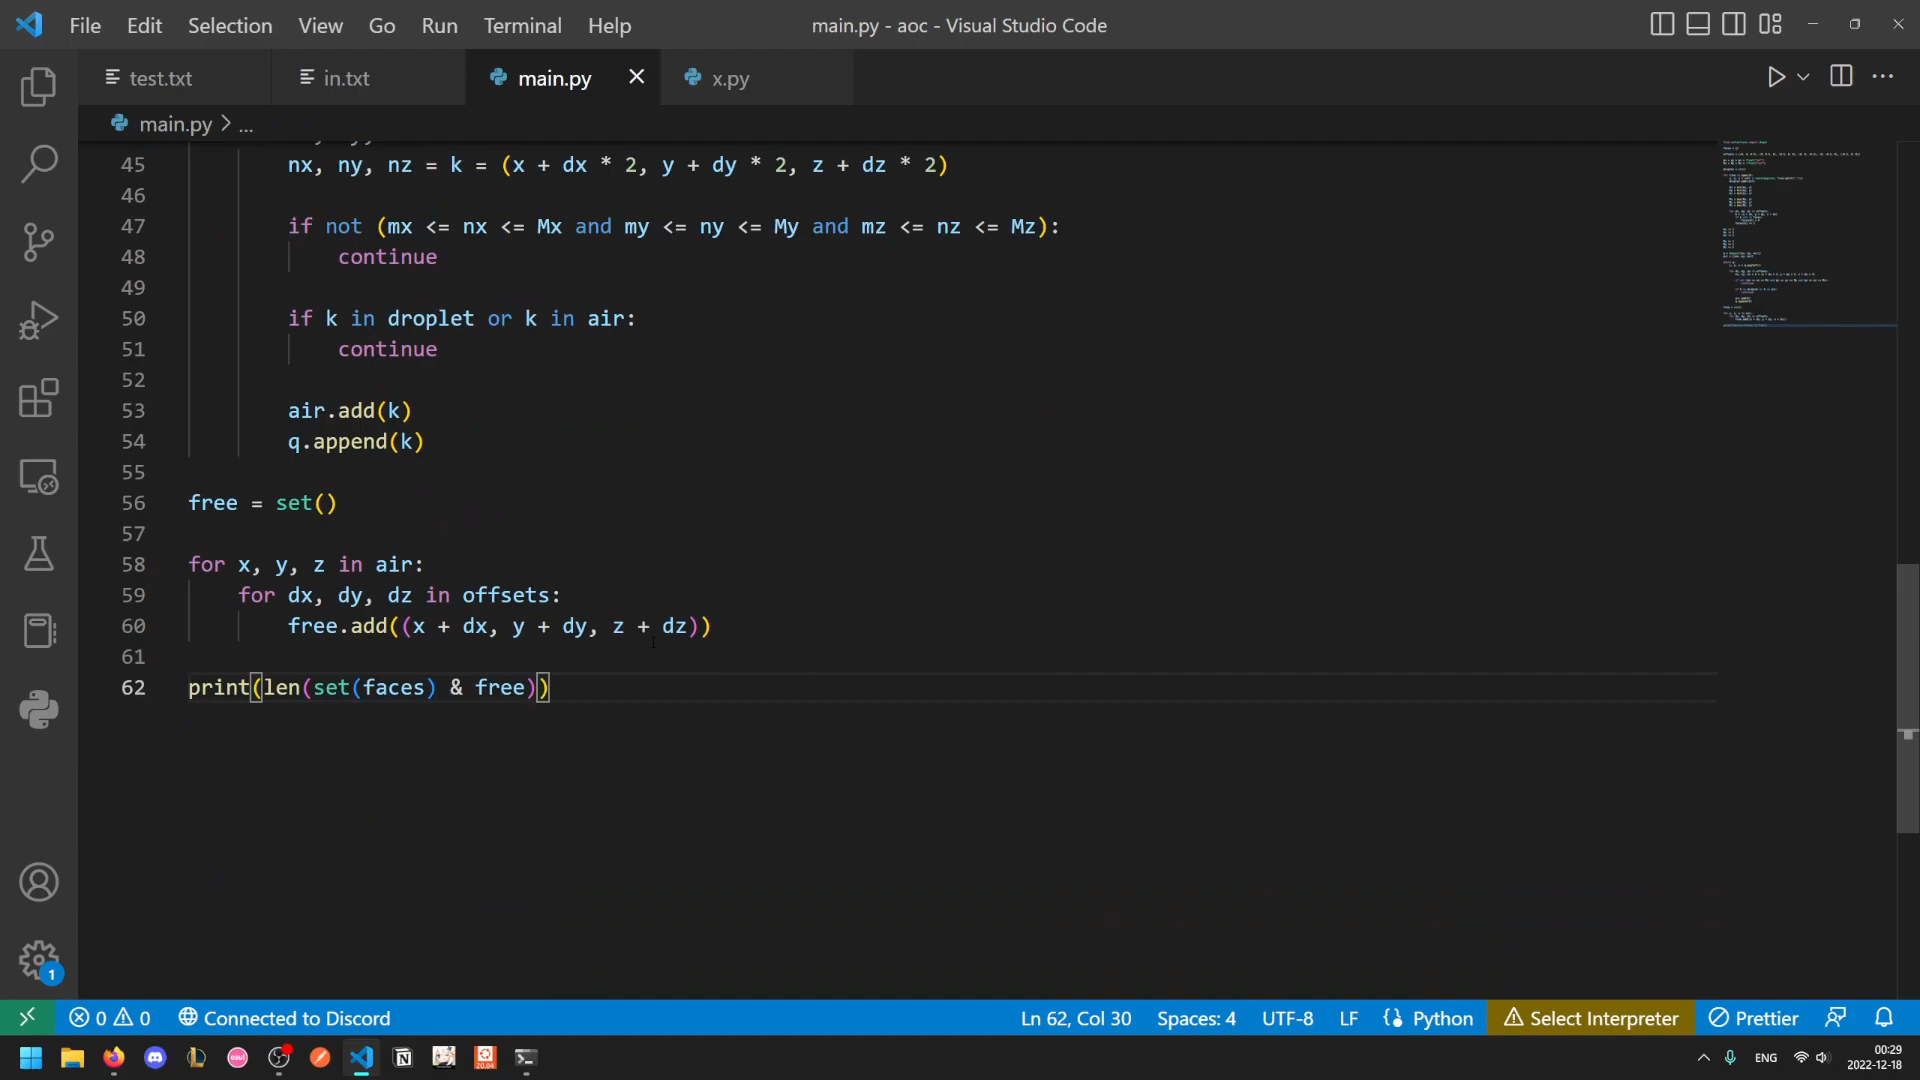 File Edit Selection View Go Run Terminal Help main.py - aoc - Visual Studio Code
test.txt in.txt main.py x.py
main.py > ...
45 nx, ny, nz = k = (x + dx * 2, y + dy * 2, z + dz * 2)
46
47 if not (mx <= nx <= Mx and my <= ny <= My and mz <= nz <= Mz):
48 continue
49
50 if k in droplet or k in air:
51 continue
52
53 air.add(k)
54 q.append(k)
55
56 free = set()
57
58 for x, y, z in air:
59 for dx, dy, dz in offsets:
60 free.add((x + dx, y + dy, z + dz))
61
62 print(len(set(faces) & free))
1
0 0 Connected to Discord Ln 62, Col 30 Spaces: 4 UTF-8 LF Python Select Interpreter Prettier
osu! 20.04 ENG 00:29
2022-12-18